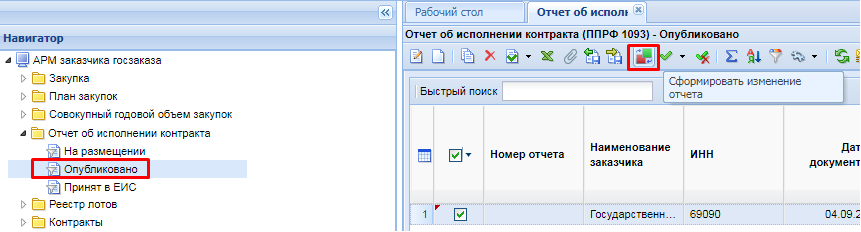 Навигатор
АРМ заказчика госзаказа
Закупка
План закупок
Совокупный годовой объем закупок
Отчет об исполнении контракта
На размещении
Опубликовано
Принят в ЕИС
Реестр лотов
Контракты
Рабочий стол
Отчет об исполн
Отчет об исполнении контракта (ППРФ 1093) - Опубликовано
Сформировать изменение
отчета
Быстрый поиск
Номер отчета
Наименование
заказчика
ИНН
Дат
документ
1
Государственн...
69090
04.09.2